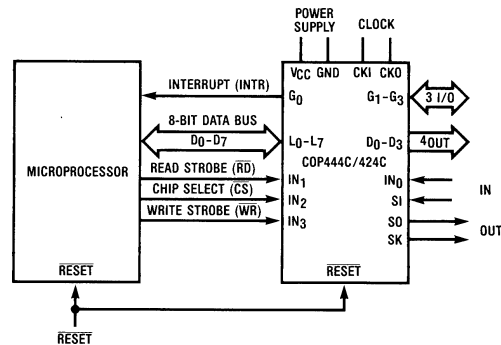 POWER SUPPLY
CLOCK
VCC GND CKI CKO
INTERRUPT (INTR)
G0
G1-G3
3 I/O
8-BIT DATA BUS
D0-D7
L0-L7
D0-D3
4OUT
COP444C/424C
MICROPROCESSOR
READ STROBE (RD)
IN1
IN0
IN
CHIP SELECT (CS)
IN2
SI
WRITE STROBE (WR)
IN3
SO
OUT
SK
RESET
RESET
RESET